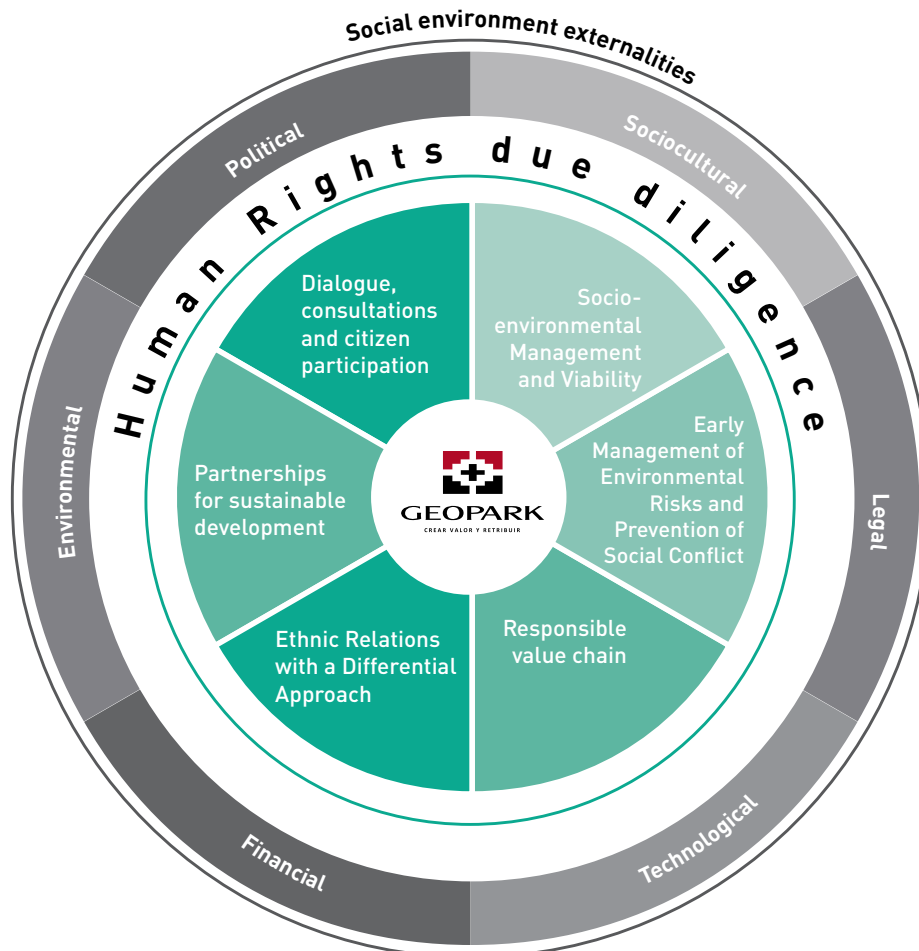 Social environment externalities
Political
Sociocultural
Human Rights due diligence
Dialogue,
consultations
and citizen
participation
Socio-
environmental
Management
and Viability
Early
Management of
Environmental
Risks and
Prevention of
Social Conflict
Partnerships
for sustainable
development
GEOPARK
CREAR VALOR Y RETRIBUIR
Environmental
Legal
Ethnic Relations
with a Differential
Approach
Responsible
value chain
Financial
Technological